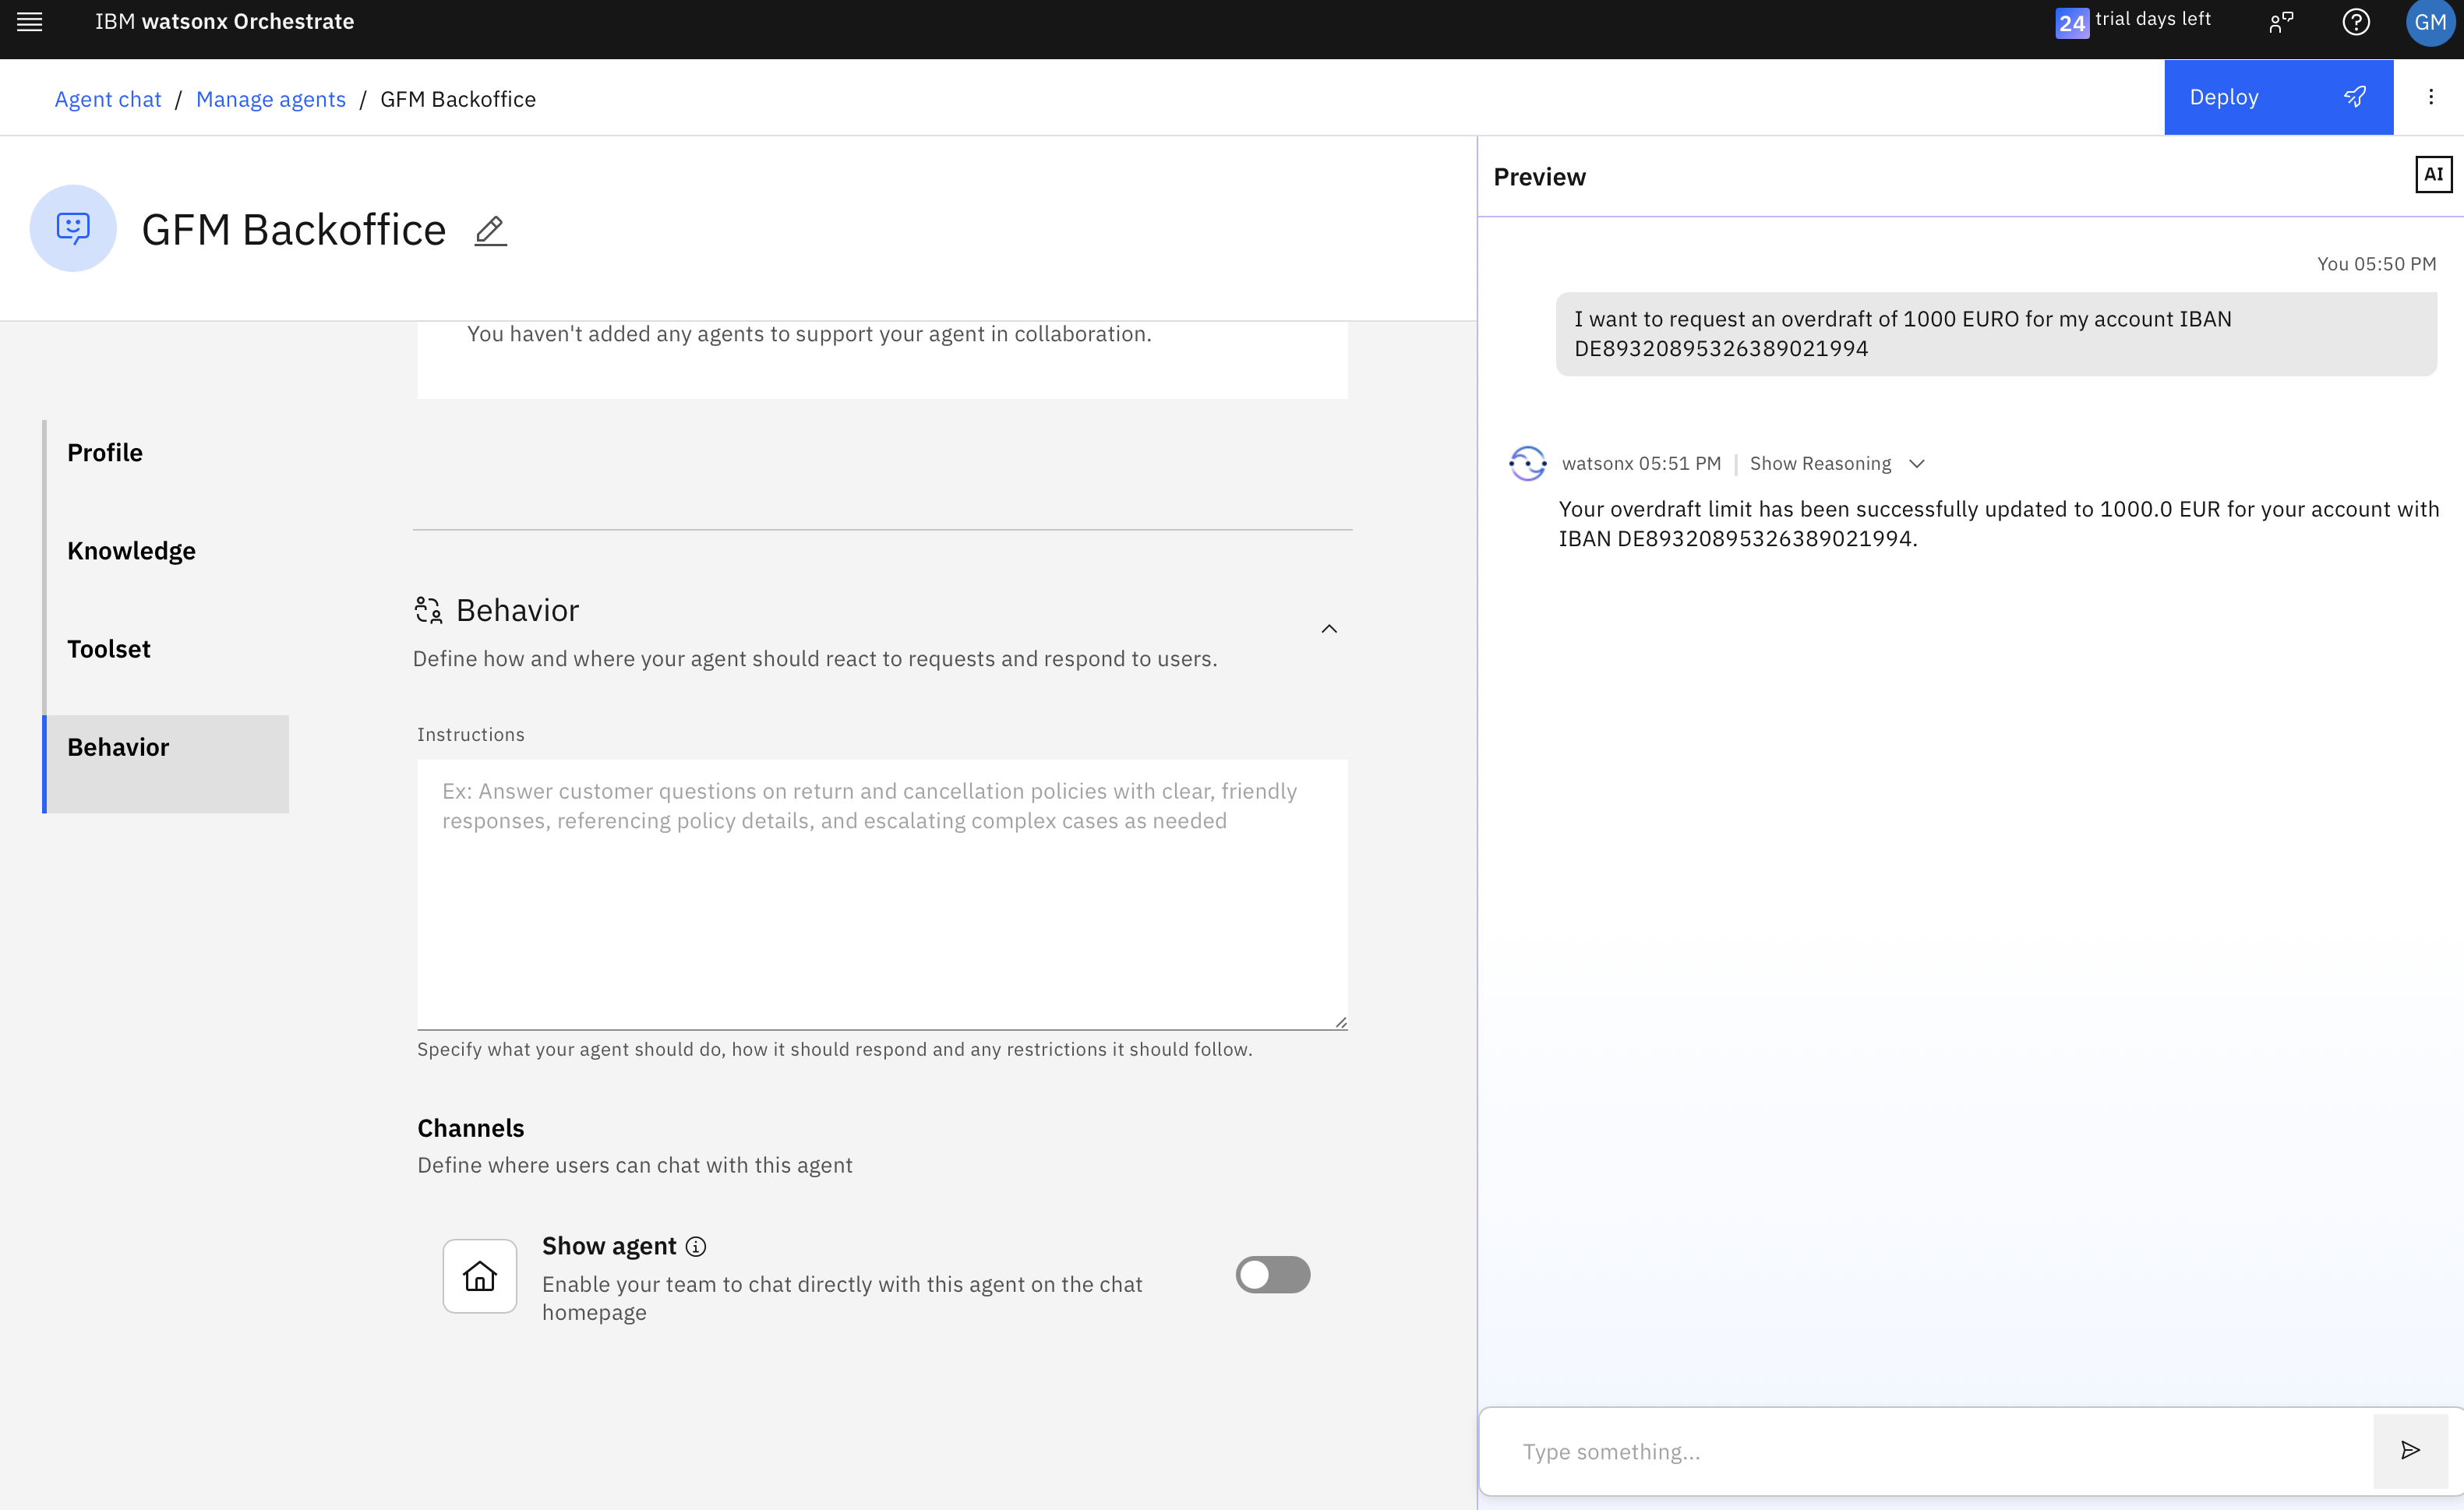 IBM watsonx Orchestrate
24 trial days left
GM
Agent chat / Manage agents / GFM Backoffice
Deploy
GFM Backoffice
You haven't added any agents to support your agent in collaboration.
Profile
Knowledge
Toolset
Behavior
Behavior
Define how and where your agent should react to requests and respond to users.
Instructions
Ex: Answer customer questions on return and cancellation policies with clear, friendly
responses, referencing policy details, and escalating complex cases as needed
Specify what your agent should do, how it should respond and any restrictions it should follow.
Channels
Define where users can chat with this agent
Show agent
Enable your team to chat directly with this agent on the chat
homepage
Preview
AI
You 05:50 PM
I want to request an overdraft of 1000 EURO for my account IBAN
DE89320895326389021994
watsonx 05:51 PM | Show Reasoning
Your overdraft limit has been successfully updated to 1000.0 EUR for your account with
IBAN DE89320895326389021994.
Type something...